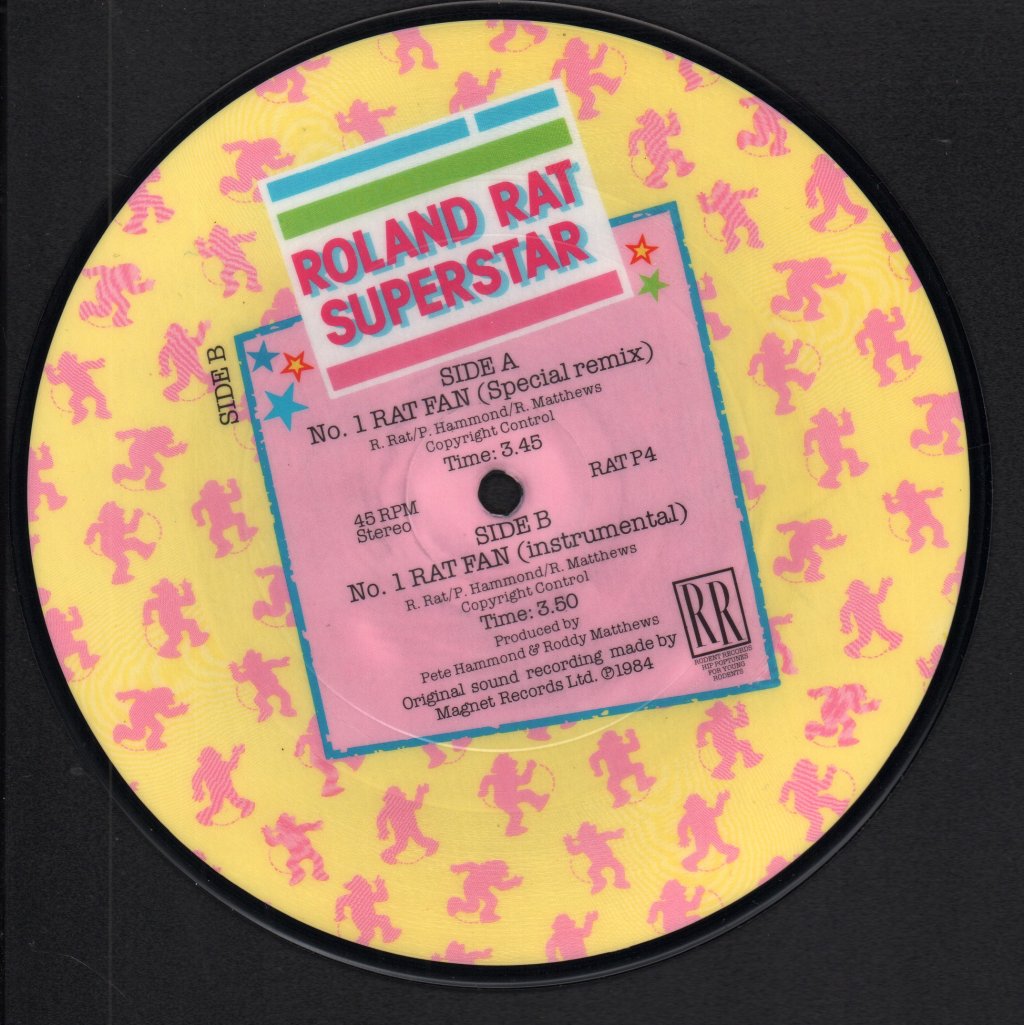 ROLAND RAT
SUPERSTAR
SIDE B
SIDE A
No. 1 RAT FAN (Special remix)
R. Rat/P. Hammond/R. Matthews
Copyright Control
Time: 3.45
RAT P4
45 RPM
Stereo
SIDE B
No. 1 RAT FAN (instrumental)
R. Rat/P. Hammond/R. Matthews
Copyright Control
Time: 3.50
Produced by
Pete Hammond & Roddy Matthews
Original sound recording made by
Magnet Records Ltd. ℗1984
RR
RODENT RECORDS
HIP POPTUNES
FOR YOUNG
RODENTS